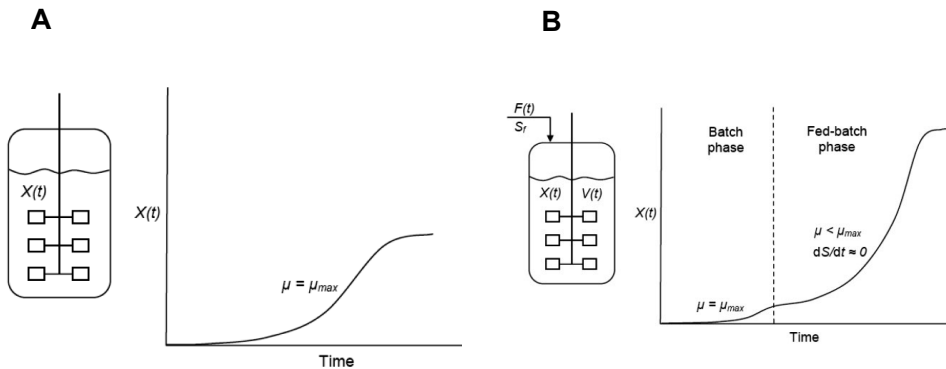 A
X(t)
X(t)
μ = μmax
Time
B
F(t)
Sf
X(t)
V(t)
X(t)
Batch
phase
Fed-batch
phase
μ < μmax
dS/dt ≈ 0
μ = μmax
Time